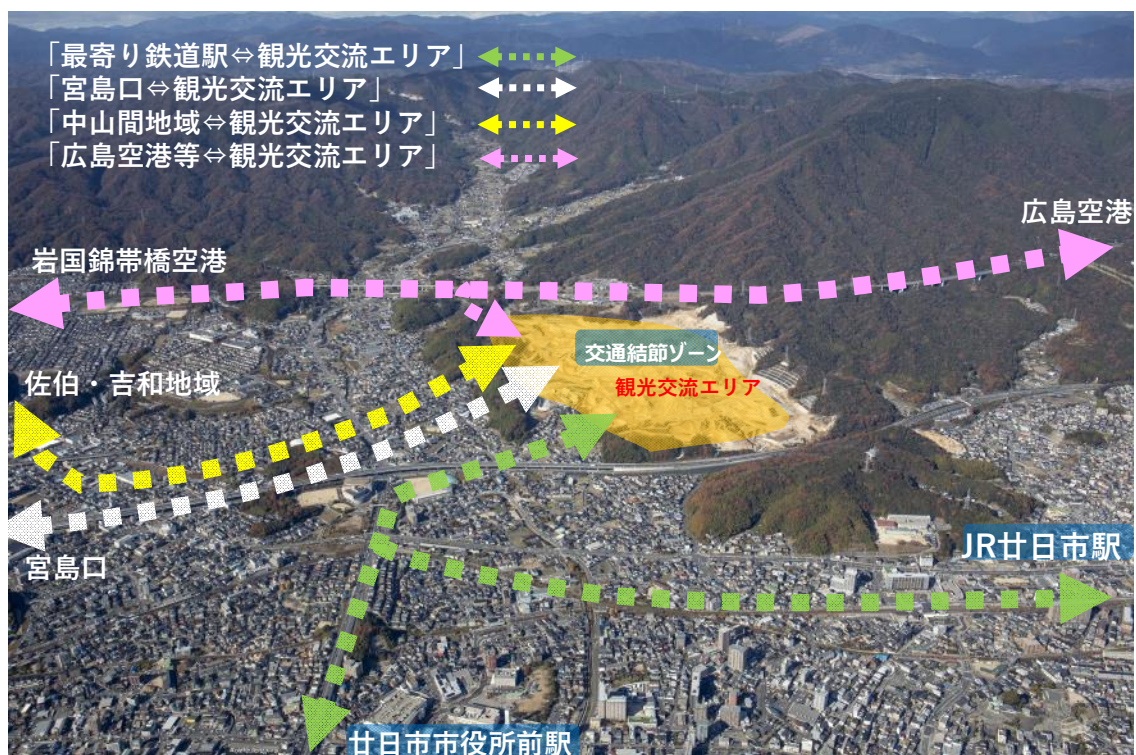 「最寄り鉄道駅⇔観光交流エリア」
「宮島口⇔観光交流エリア」
「中山間地域⇔観光交流エリア」
「広島空港等⇔観光交流エリア」
広島空港
岩国錦帯橋空港
交通結節ゾーン
佐伯・吉和地域
観光交流エリア
JR廿日市駅
宮島口
廿日市市役所前駅